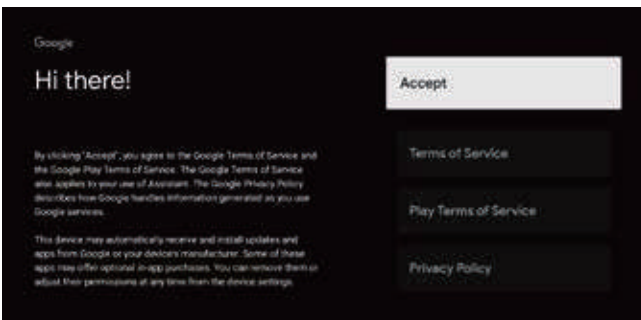 Google
Hi there!
By clicking "Accept", you agree to the Google Terms of Service and
the Google Play Terms of Service. The Google Terms of Service
also applies to your use of Assistant. The Google Privacy Policy
describes how Google handles information generated as you use
Google services.
This device may automatically receive and install updates and
apps from Google or your device's manufacturer. Some of these
apps may offer optional in-app purchases. You can remove them or
adjust their permissions at any time from the device settings.
Accept
Terms of Service
Play Terms of Service
Privacy Policy